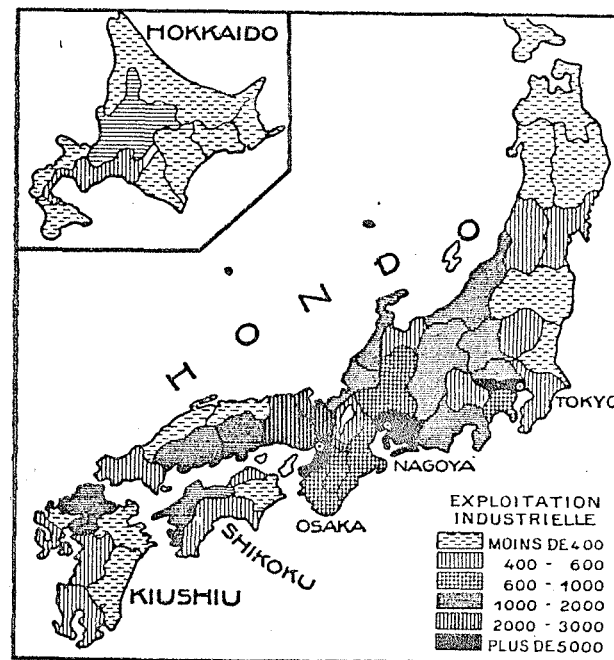 HOKKAIDO
HONDO
TOKYO
NAGOYA
OSAKA
SHIKOKU
KIUSHIU
EXPLOITATION
INDUSTRIELLE
MOINS DE 400
400 - 600
600 - 1000
1000 - 2000
2000 - 3000
PLUS DE 5000